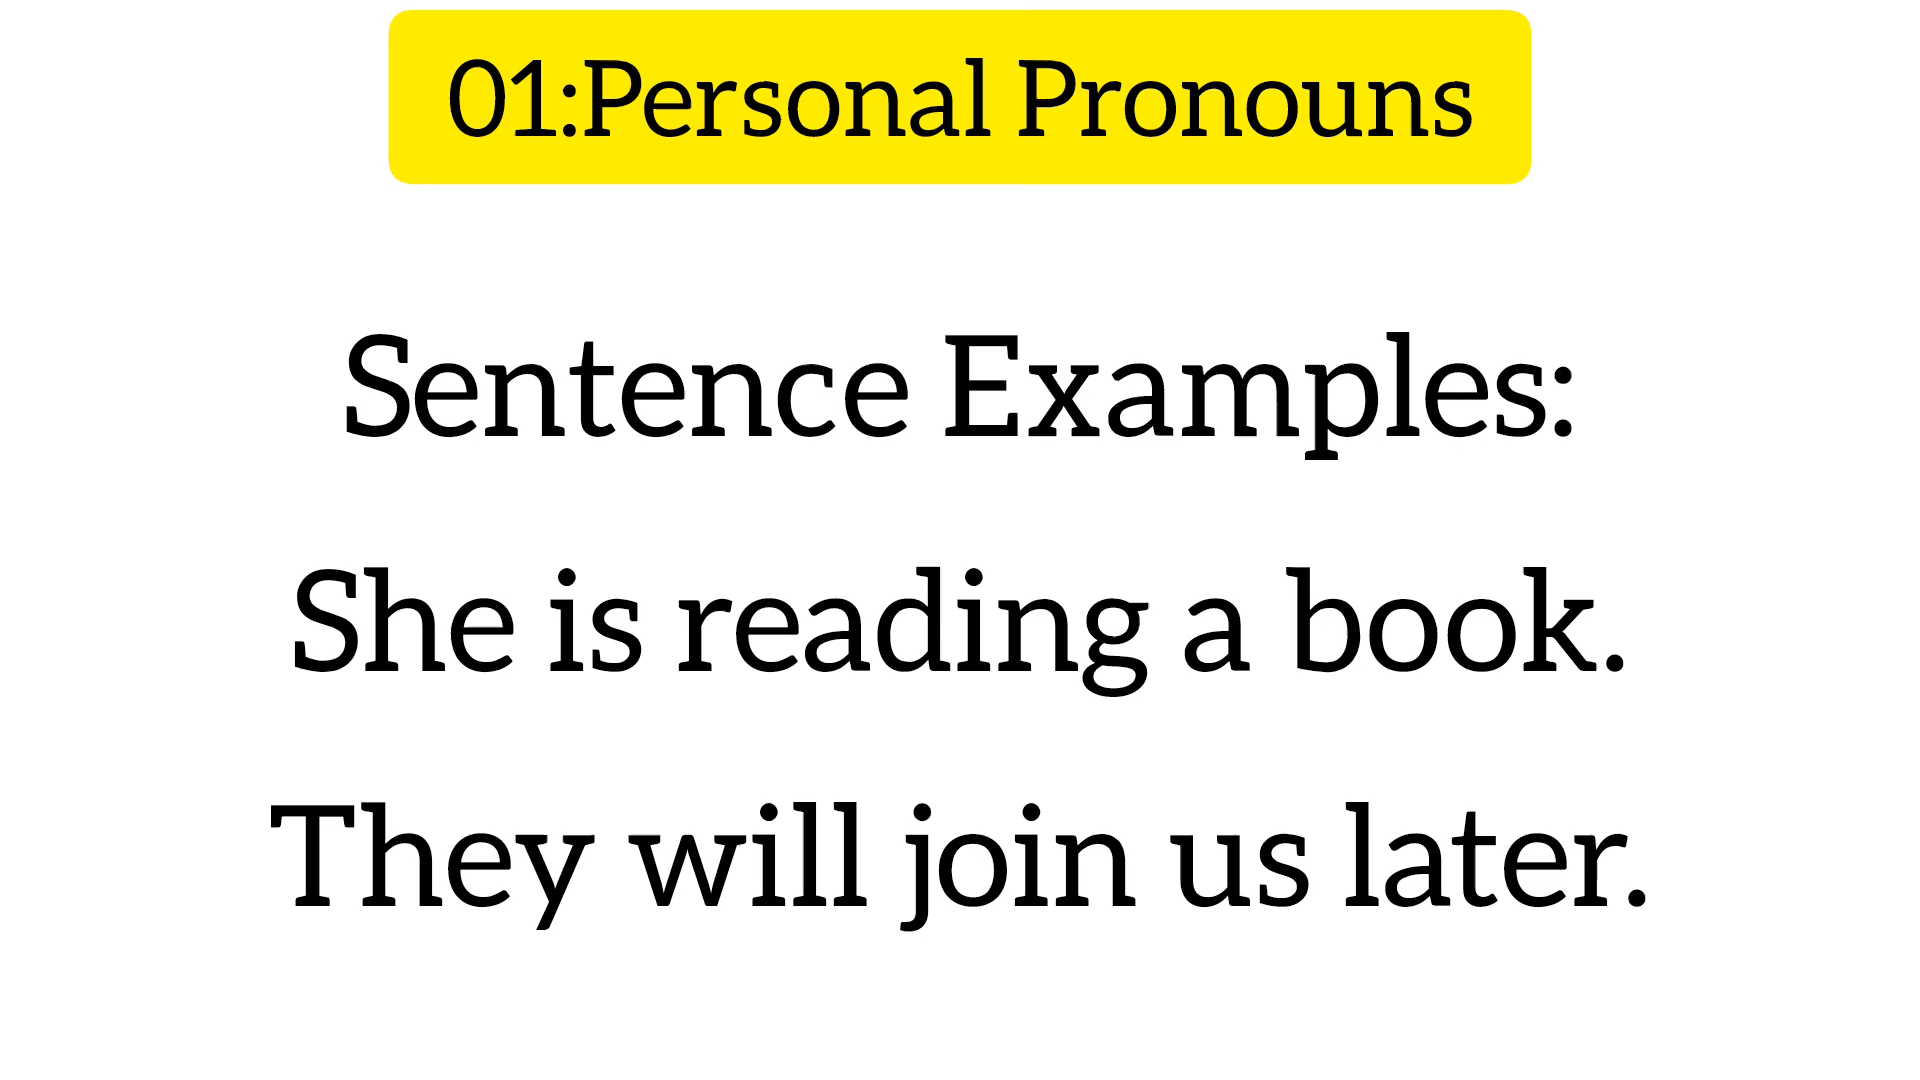 01:Personal Pronouns
Sentence Examples:
She is reading a book.
They will join us later.